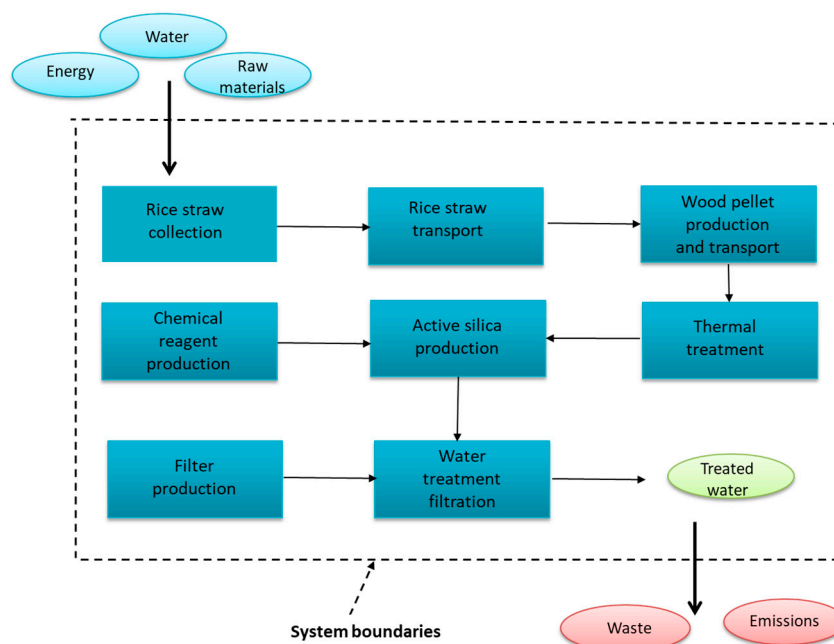 Water
Energy
Raw
materials
Rice straw
collection
Rice straw
transport
Wood pellet
production
and transport
Chemical
reagent
production
Active silica
production
Thermal
treatment
Filter
production
Water
treatment
filtration
Treated
water
System boundaries
Waste
Emissions